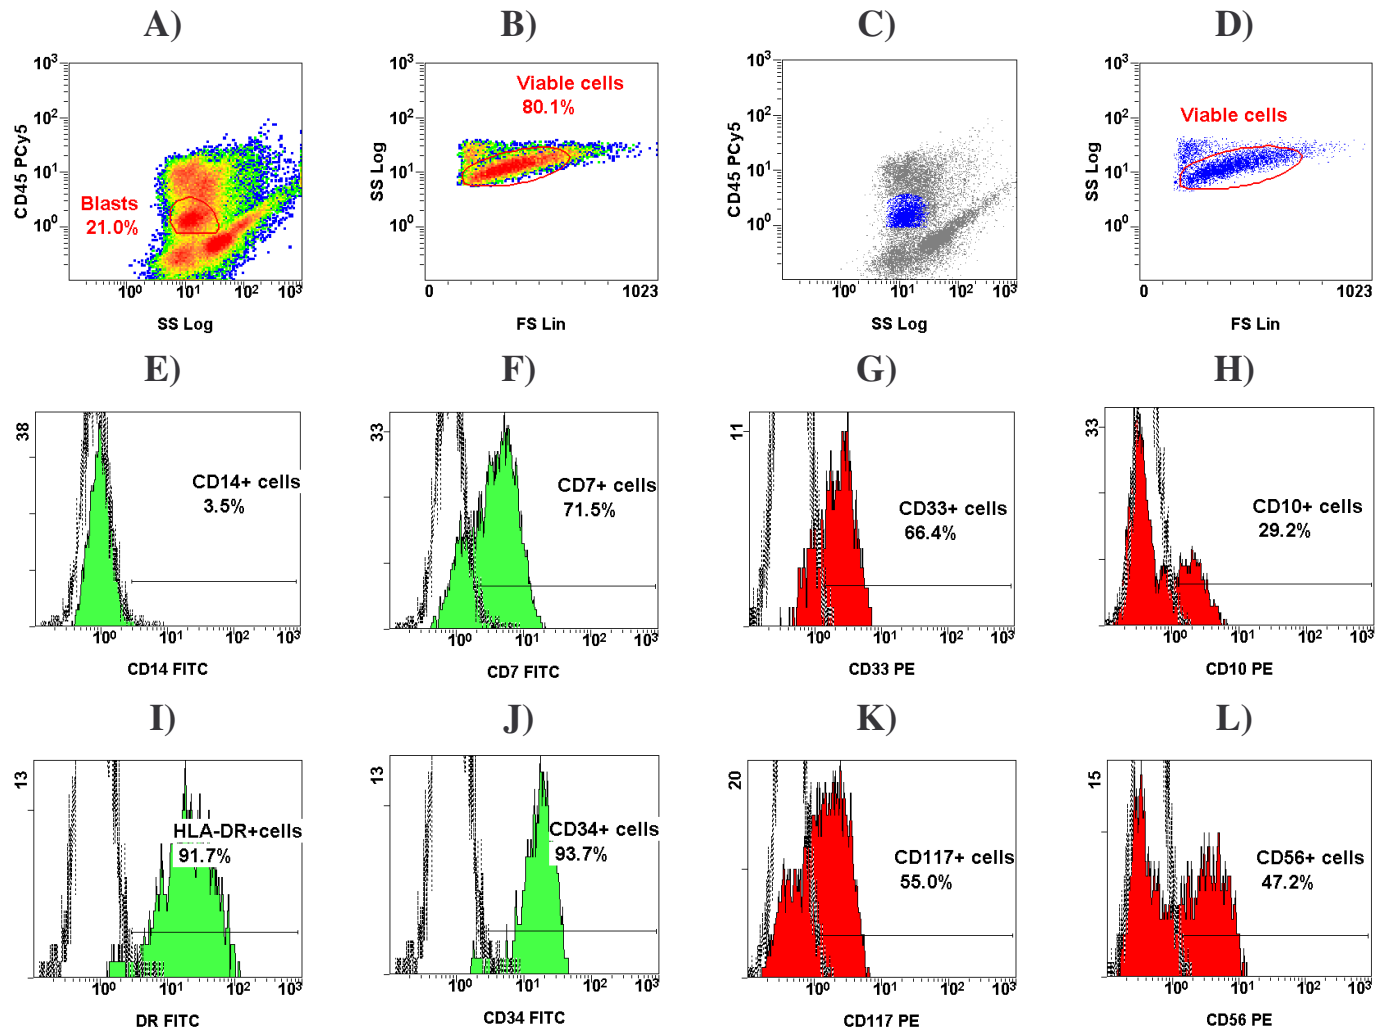 A)
B)
C)
D)
10³
10²
10¹
10⁰
CD45 PCy5
Blasts
21.0%
10⁰ 10¹ 10² 10³
SS Log
10³
10²
10¹
10⁰
SS Log
Viable cells
80.1%
0 1023
FS Lin
10³
10²
10¹
10⁰
CD45 PCy5
10⁰ 10¹ 10² 10³
SS Log
10³
10²
10¹
10⁰
SS Log
Viable cells
0 1023
FS Lin
E)
F)
G)
H)
38
CD14+ cells
3.5%
10⁰ 10¹ 10² 10³
CD14 FITC
33
CD7+ cells
71.5%
10⁰ 10¹ 10² 10³
CD7 FITC
11
CD33+ cells
66.4%
10⁰ 10¹ 10² 10³
CD33 PE
33
CD10+ cells
29.2%
10⁰ 10¹ 10² 10³
CD10 PE
I)
J)
K)
L)
13
HLA-DR+cells
91.7%
10⁰ 10¹ 10² 10³
DR FITC
13
CD34+ cells
93.7%
10⁰ 10¹ 10² 10³
CD34 FITC
20
CD117+ cells
55.0%
10⁰ 10¹ 10² 10³
CD117 PE
15
CD56+ cells
47.2%
10⁰ 10¹ 10² 10³
CD56 PE